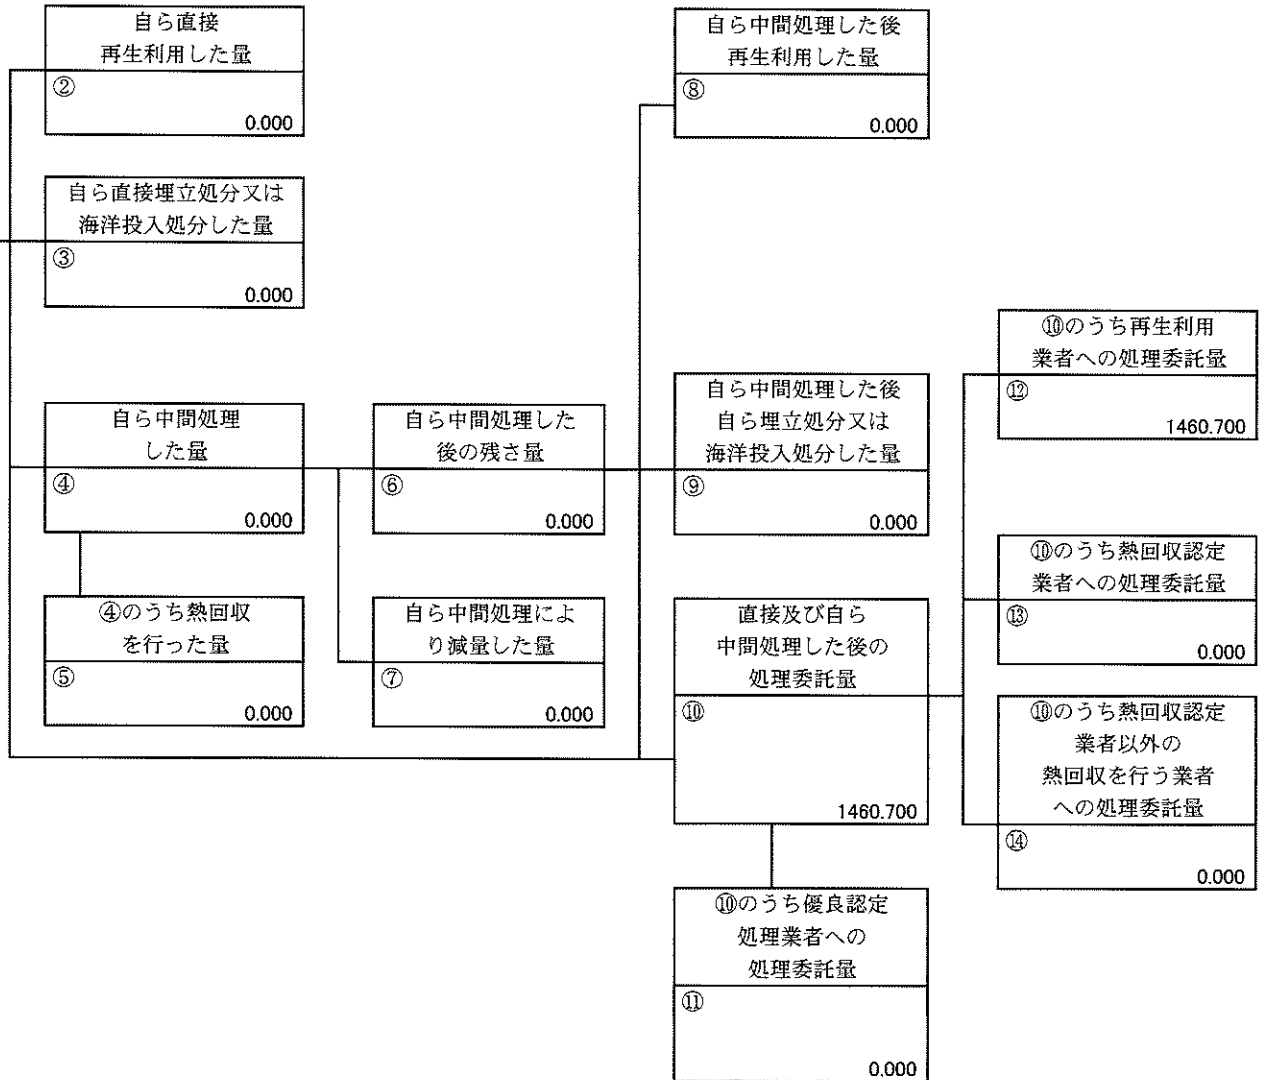 自ら直接
再生利用した量
②
0.000
自ら直接埋立処分又は
海洋投入処分した量
③
0.000
自ら中間処理
した量
④
0.000
④のうち熱回収
を行った量
⑤
0.000
自ら中間処理した
後の残さ量
⑥
0.000
自ら中間処理によ
り減量した量
⑦
0.000
自ら中間処理した後
再生利用した量
⑧
0.000
自ら中間処理した後
自ら埋立処分又は
海洋投入処分した量
⑨
0.000
直接及び自ら
中間処理した後の
処理委託量
⑩
1460.700
⑩のうち優良認定
処理業者への
処理委託量
⑪
0.000
⑩のうち再生利用
業者への処理委託量
⑫
1460.700
⑩のうち熱回収認定
業者への処理委託量
⑬
0.000
⑩のうち熱回収認定
業者以外の
熱回収を行う業者
への処理委託量
⑭
0.000